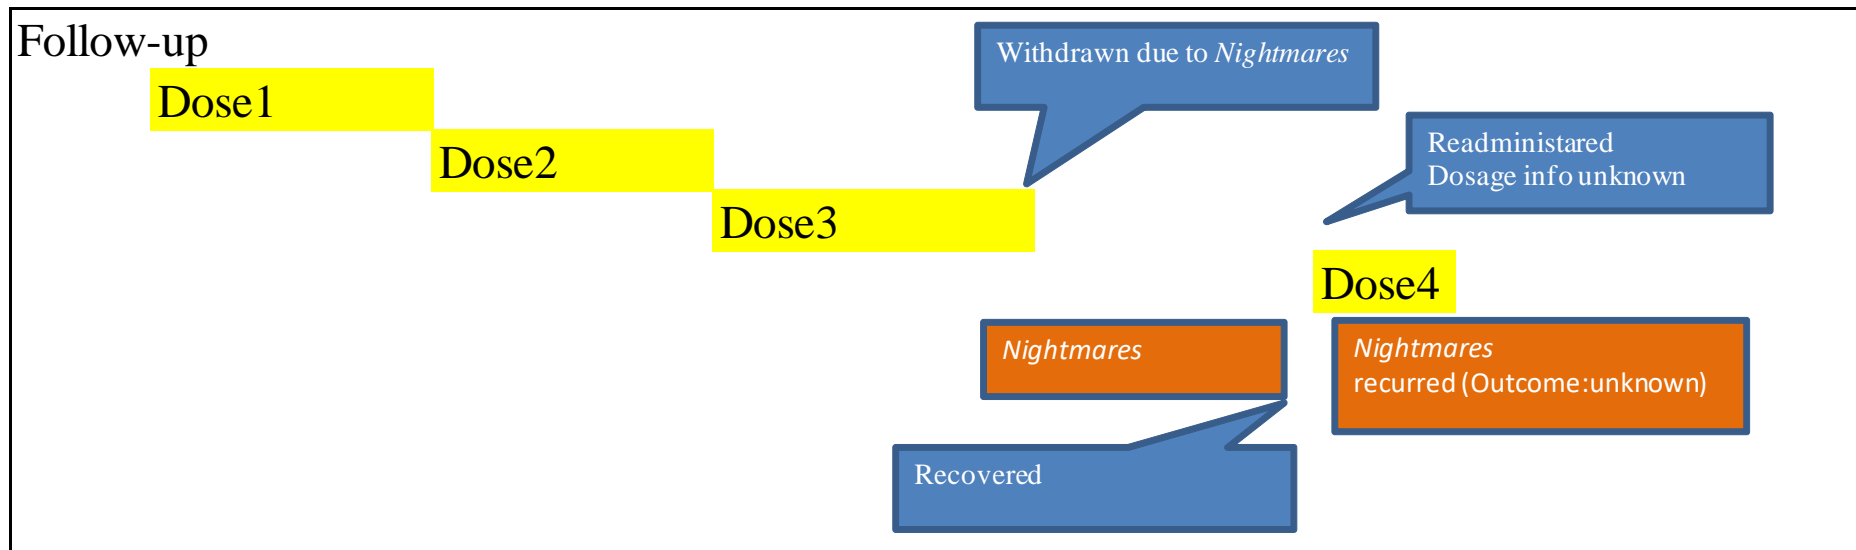 Follow-up
Withdrawn due to Nightmares
Dose1
Readministared
Dosage info unknown
Dose2
Dose3
Dose4
Nightmares
Nightmares
recurred (Outcome:unknown)
Recovered